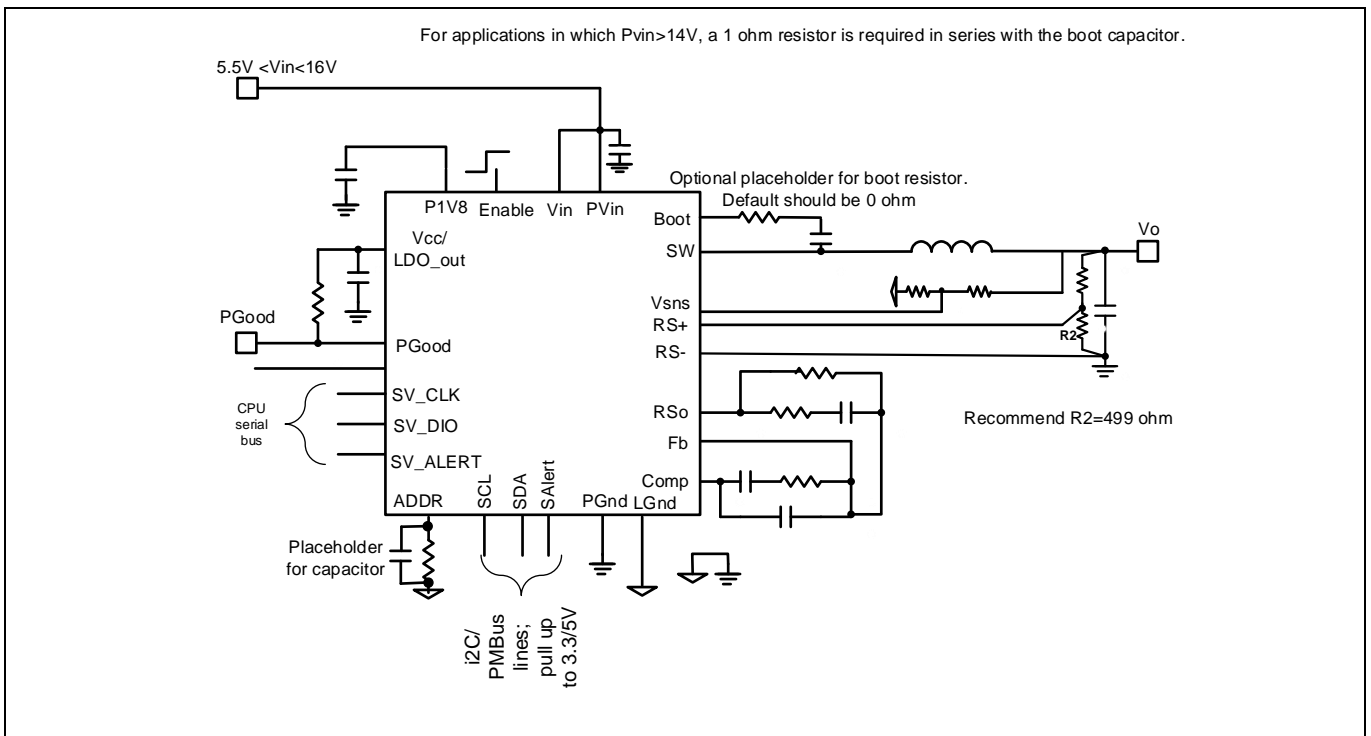 For applications in which Pvin>14V, a 1 ohm resistor is required in series with the boot capacitor.
5.5V <Vin<16V
Optional placeholder for boot resistor.
Default should be 0 ohm
P1V8
Enable
Vin
PVin
Boot
SW
Vo
Vcc/
LDO_out
Vsns
RS+
R2
RS-
PGood
PGood
CPU
serial
bus
SV_CLK
SV_DIO
SV_ALERT
RSo
Fb
Comp
Recommend R2=499 ohm
ADDR
SCL
SDA
SAlert
PGnd
LGnd
Placeholder
for capacitor
i2C/
PMBus
lines;
pull up
to 3.3/5V